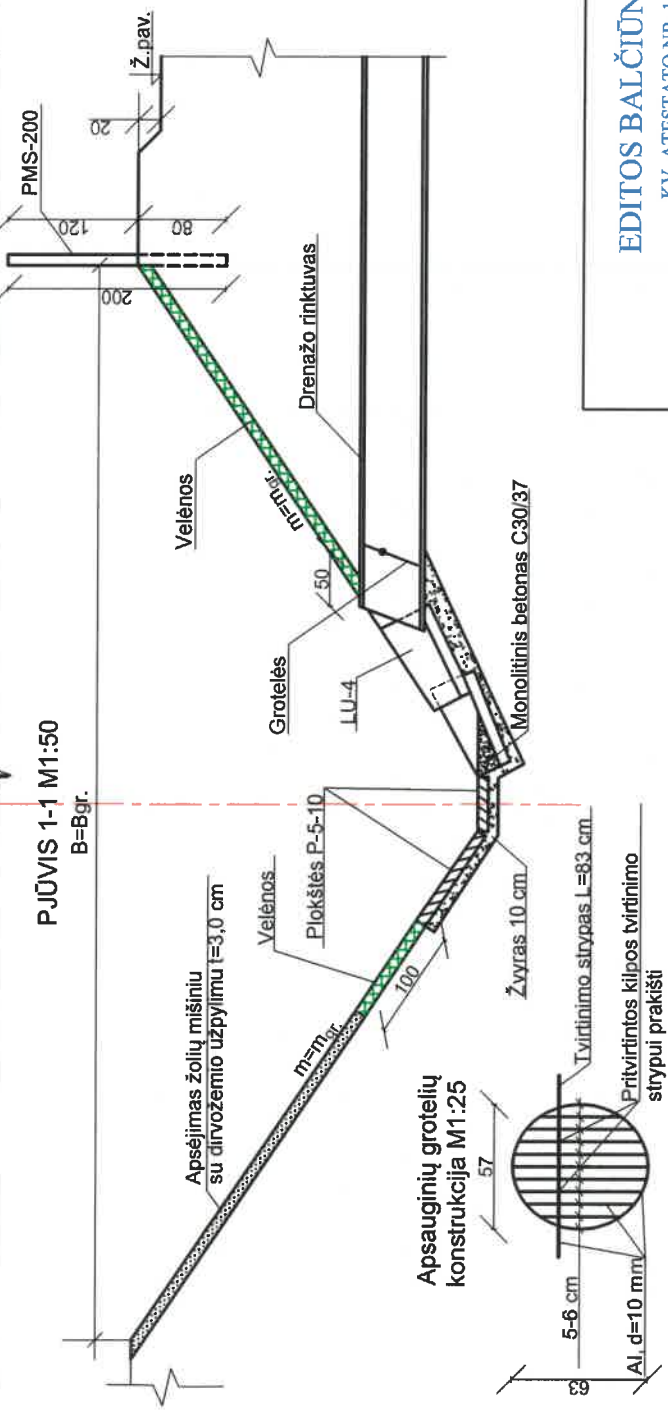 PJŪVIS 1-1 M1:50
B=Bgr.
PMS-200
120
80
200
20
Ž.pav.
Velėnos
m=mgr.
50
Drenažo rinktuvas
Grotelės
LU-4
Monolitinis betonas C30/37
Apsėjimas žolių mišiniu
su dirvožemio užpylimu t=3,0 cm
m=mgr.
Velėnos
Plokštės P-5-10
100
Žvyras 10 cm
Apsauginių grotelių
konstrukcija M1:25
57
63
5-6 cm
AI, d=10 mm
Tvirtinimo strypas L=83 cm
Pritvirtintos kilpos tvirtinimo
strypui prakišti
EDITOS BALČIŪN
KV. ATESTATO NR.